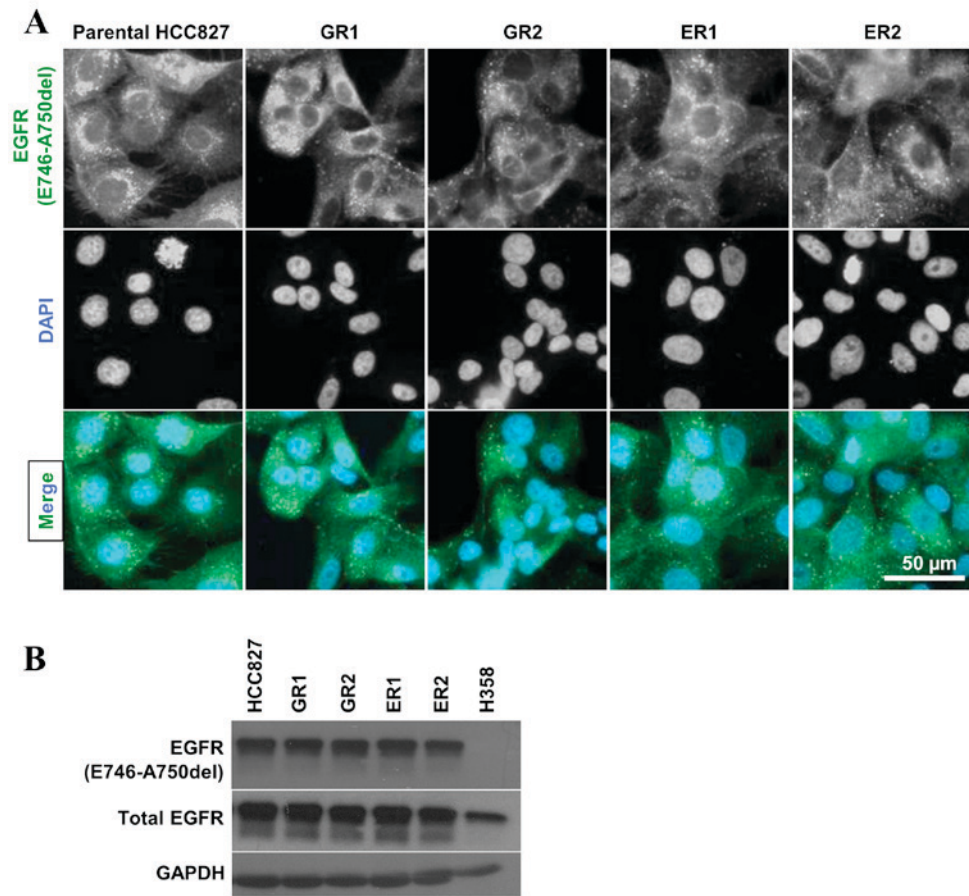 A
Parental HCC827
GR1
GR2
ER1
ER2
EGFR
(E746-A750del)
DAPI
Merge
50 µm
B
HCC827
GR1
GR2
ER1
ER2
H358
EGFR
(E746-A750del)
Total EGFR
GAPDH